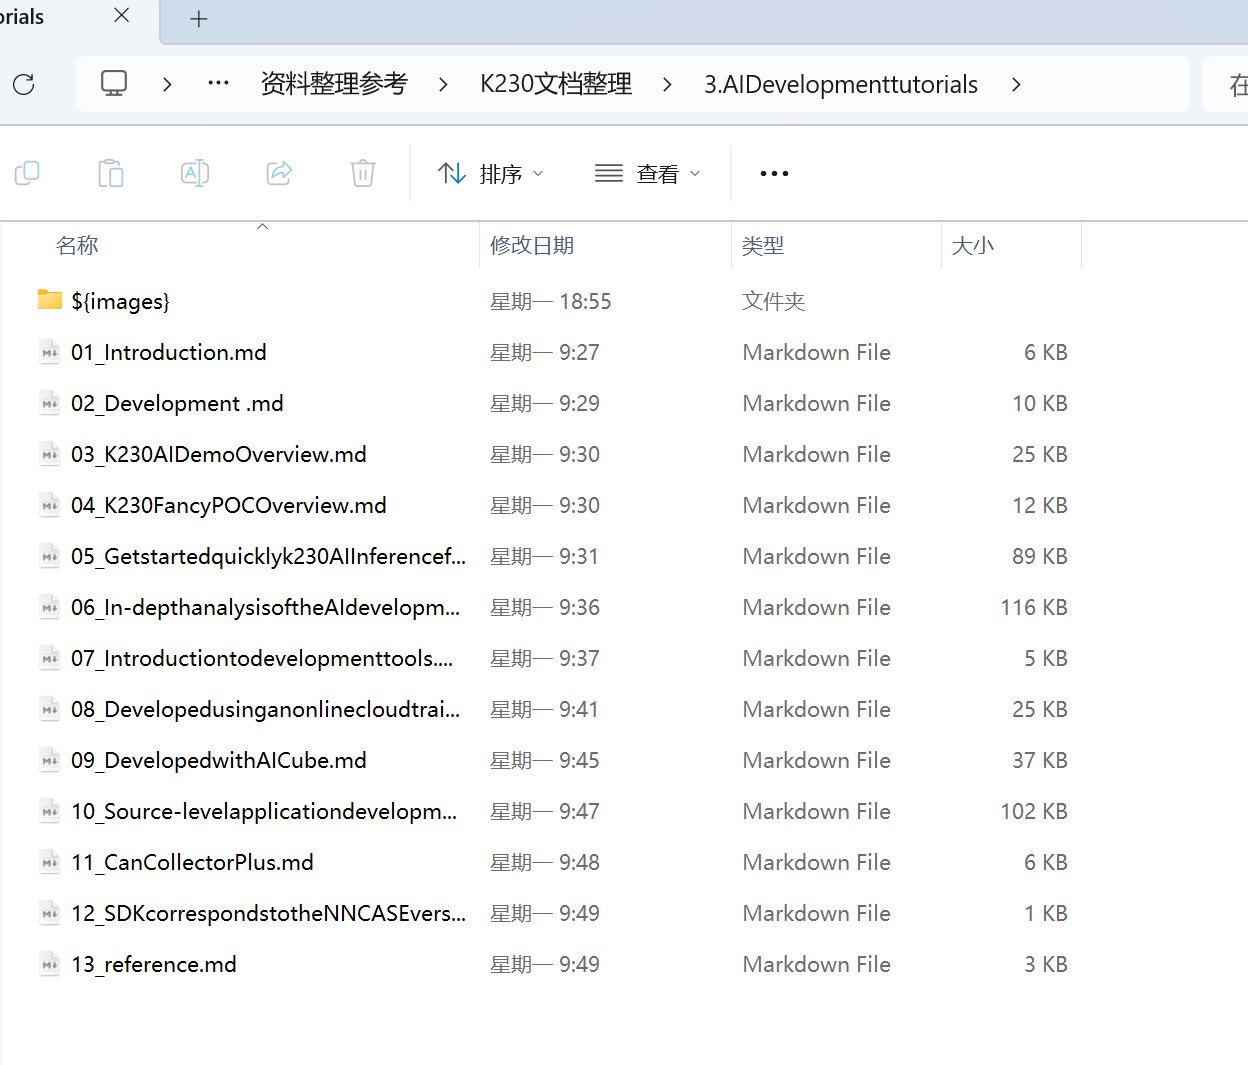 orials
资料整理参考 K230文档整理 3.AIDevelopmenttutorials 在
排序 查看
名称 修改日期 类型 大小
${images} 星期一 18:55 文件夹
01_Introduction.md 星期一 9:27 Markdown File 6 KB
02_Development .md 星期一 9:29 Markdown File 10 KB
03_K230AIDemoOverview.md 星期一 9:30 Markdown File 25 KB
04_K230FancyPOCOverview.md 星期一 9:30 Markdown File 12 KB
05_Getstartedquicklyk230AIInferencef... 星期一 9:31 Markdown File 89 KB
06_In-depthanalysisoftheAIdevelopm... 星期一 9:36 Markdown File 116 KB
07_Introductiontodevelopmenttools.... 星期一 9:37 Markdown File 5 KB
08_Developedusinganonlinecloudtrai... 星期一 9:41 Markdown File 25 KB
09_DevelopedwithAICube.md 星期一 9:45 Markdown File 37 KB
10_Source-levelapplicationdevelopm... 星期一 9:47 Markdown File 102 KB
11_CanCollectorPlus.md 星期一 9:48 Markdown File 6 KB
12_SDKcorrespondstotheNNCASEvers... 星期一 9:49 Markdown File 1 KB
13_reference.md 星期一 9:49 Markdown File 3 KB